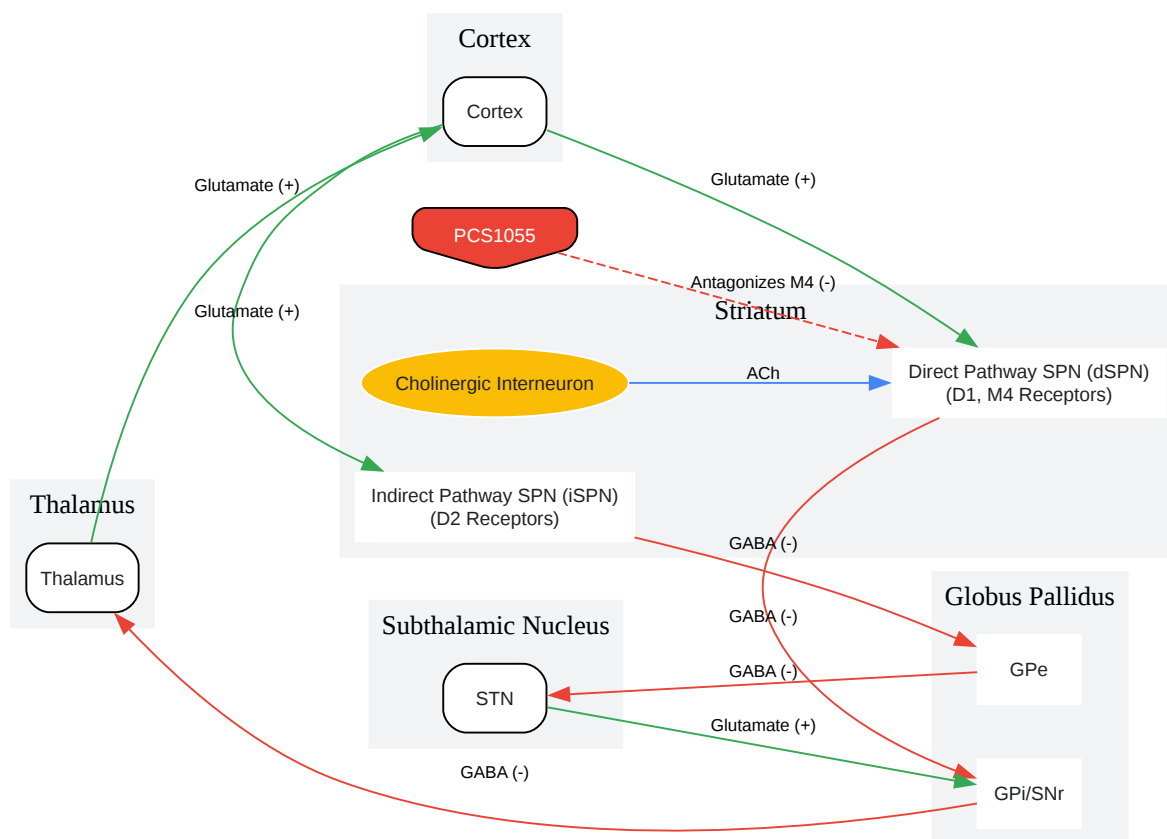 Cortex
Cortex
Glutamate (+)
Glutamate (+)
PCS1055
Antagonizes M4 (-)
Glutamate (+)
Striatum
Cholinergic Interneuron
ACh
Direct Pathway SPN (dSPN)
(D1, M4 Receptors)
Indirect Pathway SPN (iSPN)
(D2 Receptors)
Thalamus
Thalamus
GABA (-)
Globus Pallidus
GABA (-)
Subthalamic Nucleus
GPe
GABA (-)
STN
Glutamate (+)
GABA (-)
GPi/SNr